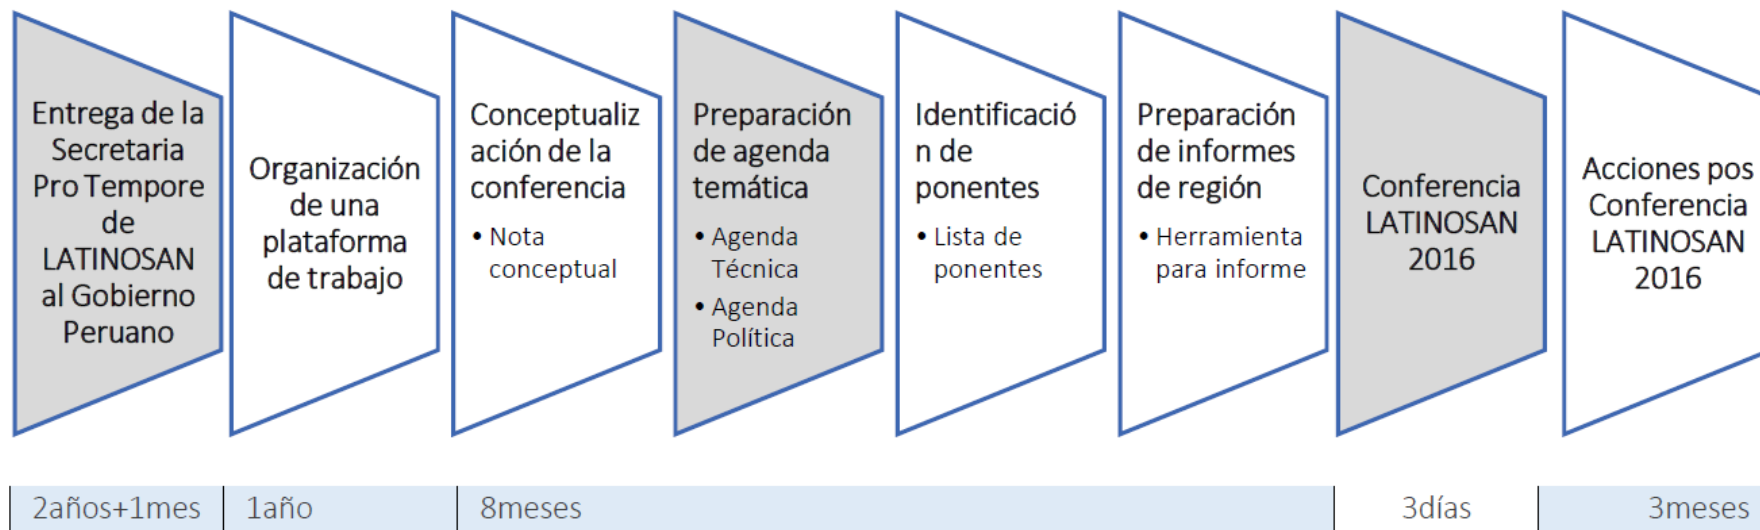 Entrega de la
Secretaria
Pro Tempore
de
LATINOSAN
al Gobierno
Peruano
Organización
de una
plataforma
de trabajo
Conceptualiz
ación de la
conferencia
• Nota
conceptual
Preparación
de agenda
temática
• Agenda
Técnica
• Agenda
Política
Identificació
n de
ponentes
• Lista de
ponentes
Preparación
de informes
de región
• Herramienta
para informe
Conferencia
LATINOSAN
2016
Acciones pos
Conferencia
LATINOSAN
2016
2años+1mes
1año
8meses
3días
3meses